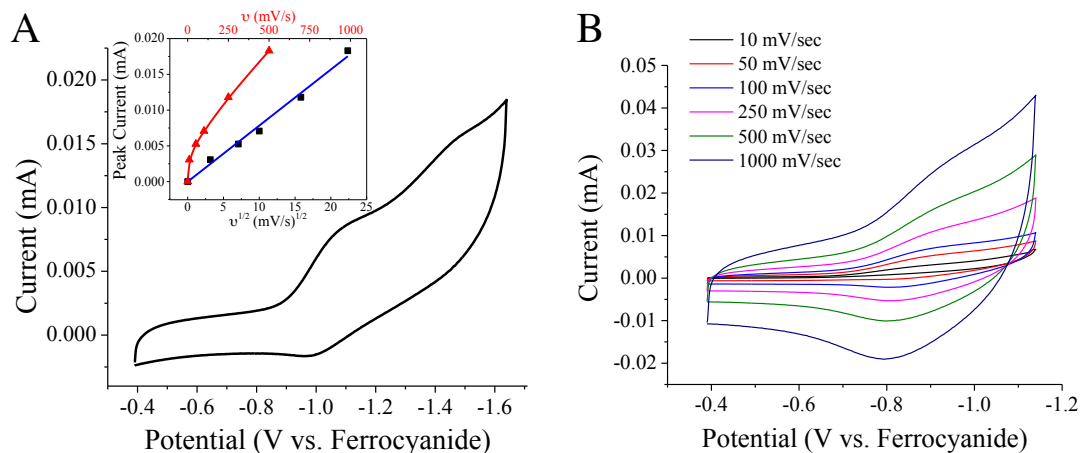 A
υ (mV/s)
0 250 500 750 1000
0.020
0.015
0.010
0.005
0.000
Peak Current (mA)
0 5 10 15 20 25
υ1/2 (mV/s)1/2
0.020
0.015
0.010
0.005
0.000
Current (mA)
-0.4 -0.6 -0.8 -1.0 -1.2 -1.4 -1.6
Potential (V vs. Ferrocyanide)
B
10 mV/sec
50 mV/sec
100 mV/sec
250 mV/sec
500 mV/sec
1000 mV/sec
0.05
0.04
0.03
0.02
0.01
0.00
-0.01
-0.02
Current (mA)
-0.4 -0.6 -0.8 -1.0 -1.2
Potential (V vs. Ferrocyanide)